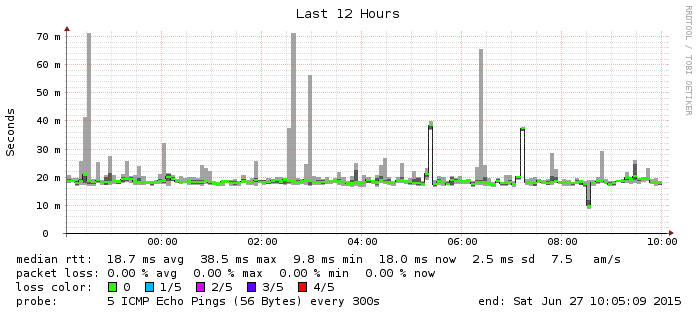 Last 12 Hours
RRDTOOL / TOBI OETIKER
Seconds
70 m
60 m
50 m
40 m
30 m
20 m
10 m
0
00:00 02:00 04:00 06:00 08:00 10:00
median rtt: 18.7 ms avg 38.5 ms max 9.8 ms min 18.0 ms now 2.5 ms sd 7.5 am/s
packet loss: 0.00 % avg 0.00 % max 0.00 % min 0.00 % now
loss color: 0 1/5 2/5 3/5 4/5
probe: 5 ICMP Echo Pings (56 Bytes) every 300s end: Sat Jun 27 10:05:09 2015